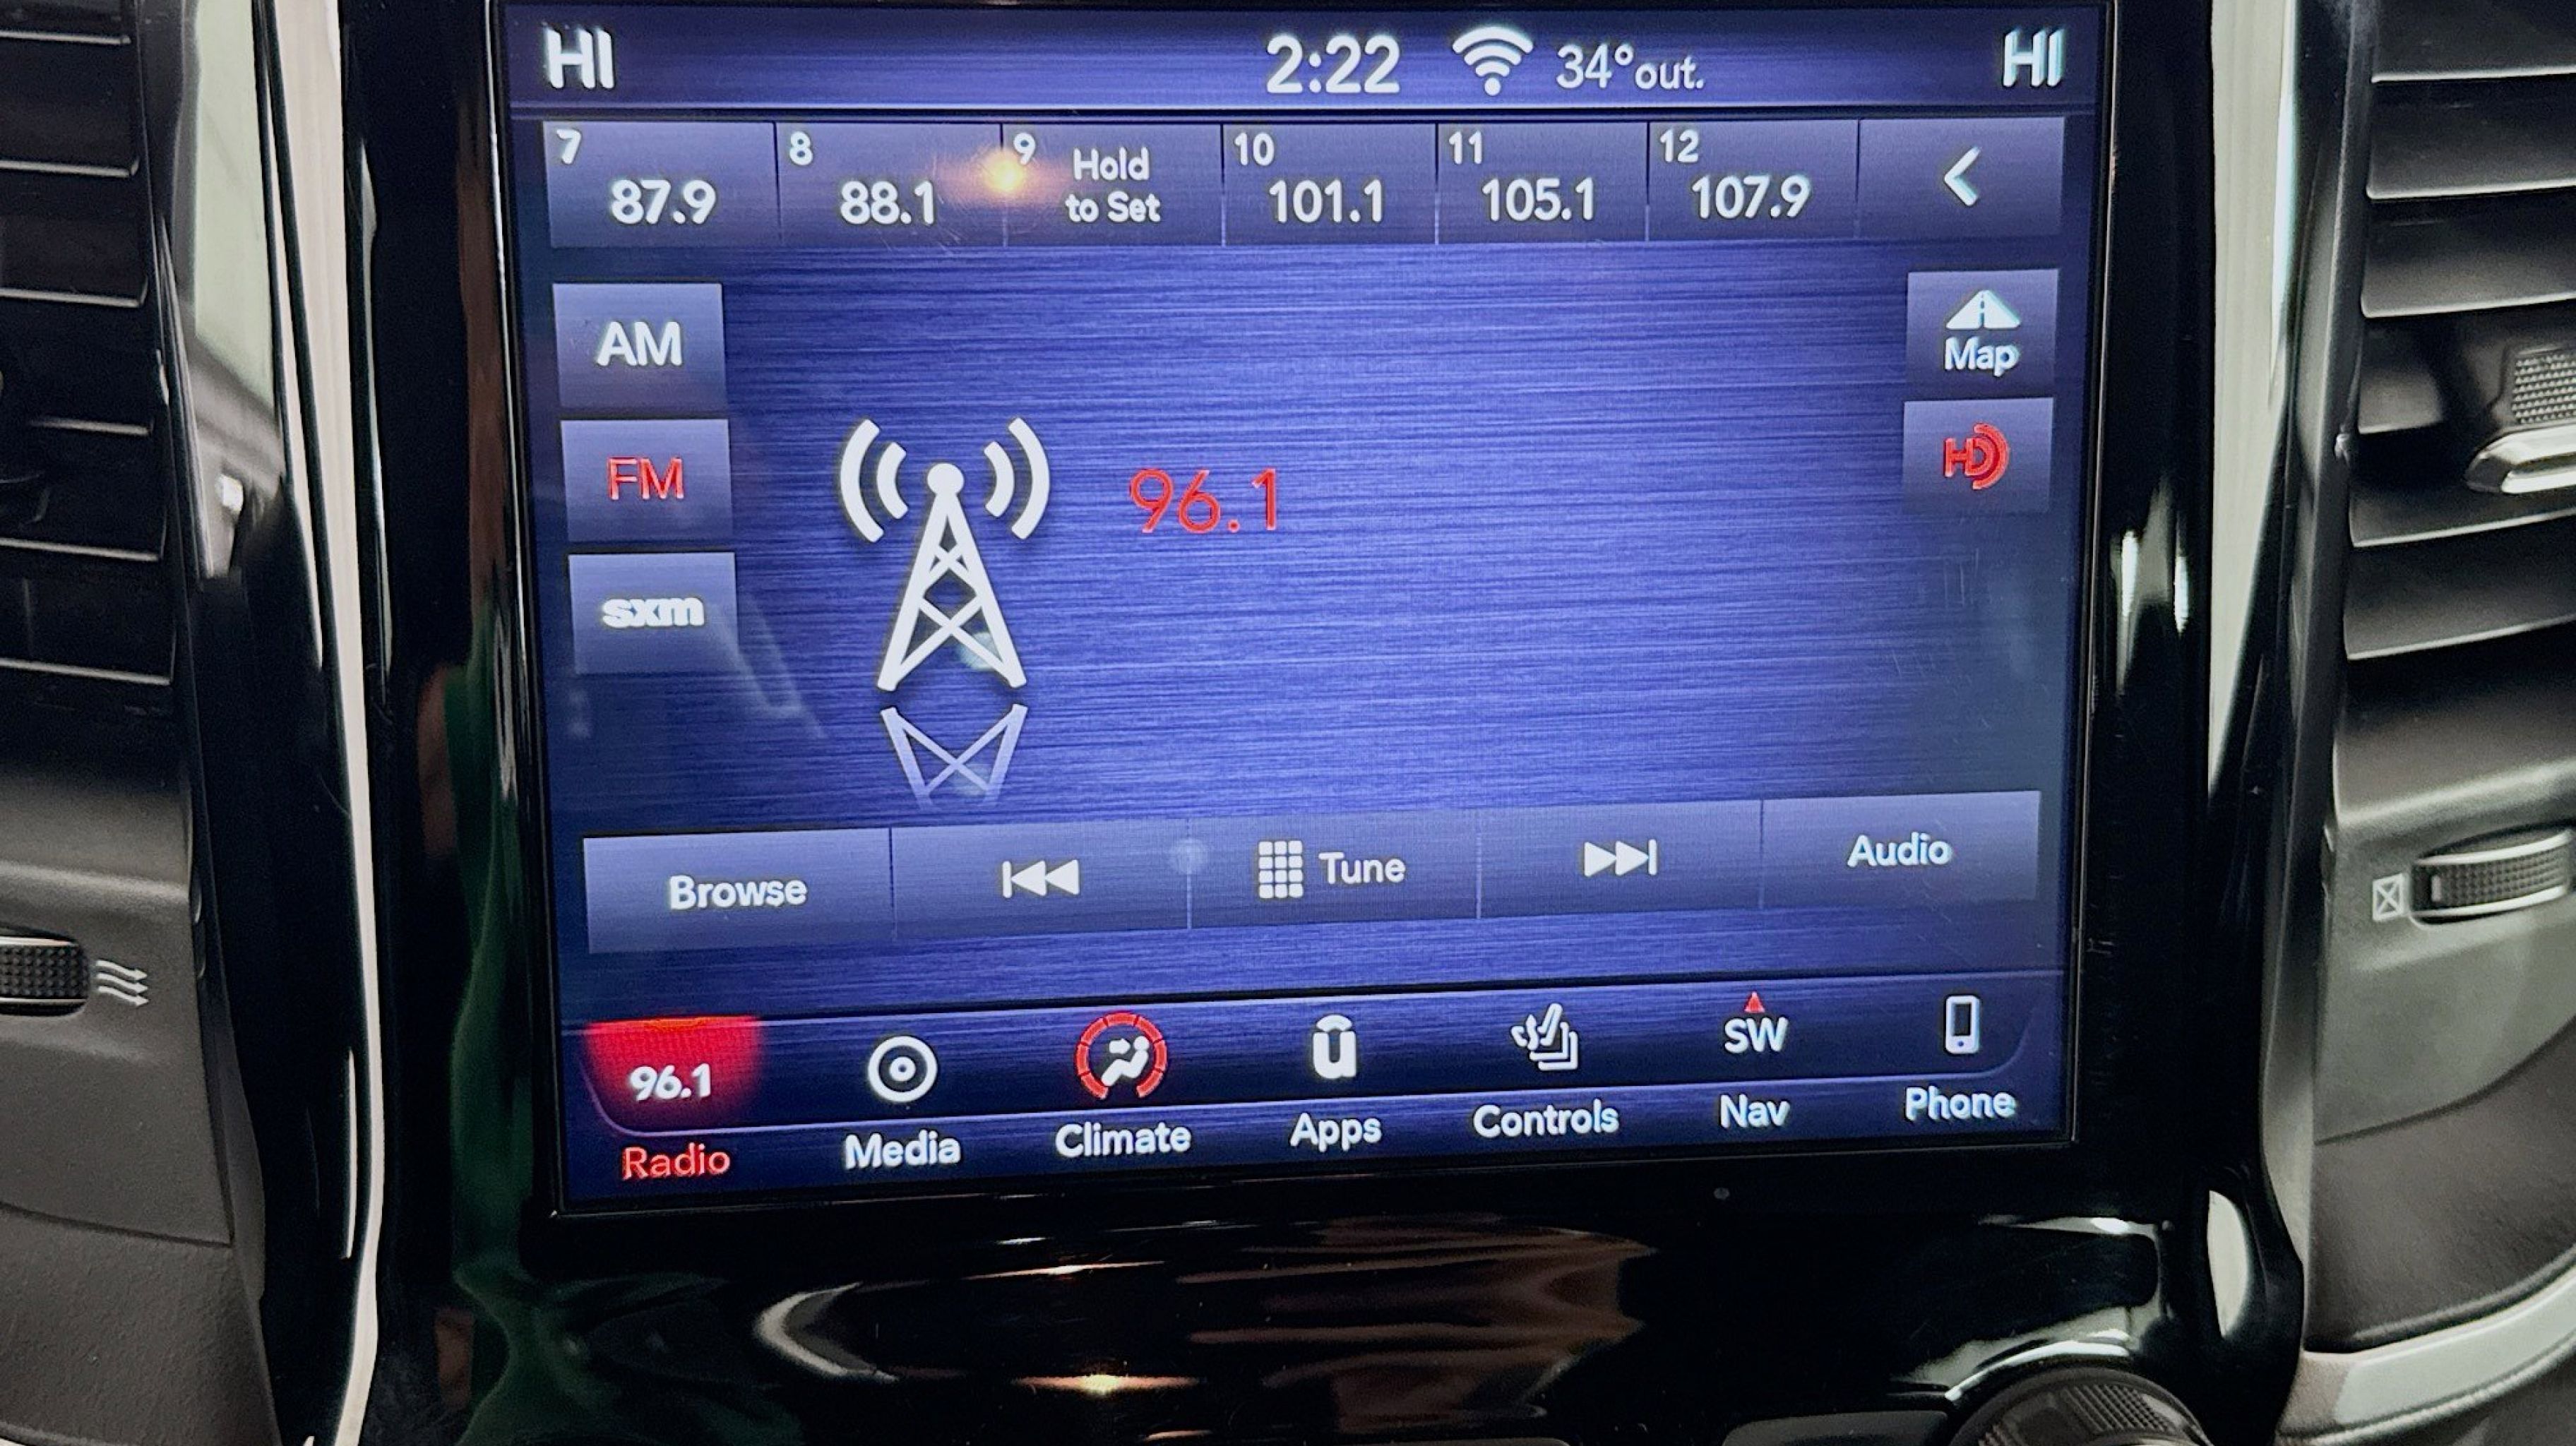 HI 2:22 34°out. HI
7 87.9
8 88.1
9 Hold
to Set
10 101.1
11 105.1
12 107.9
AM
Map
FM
96.1
HD
sxm
Browse Tune Audio
96.1 SW
Radio Media Climate Apps Controls Nav Phone